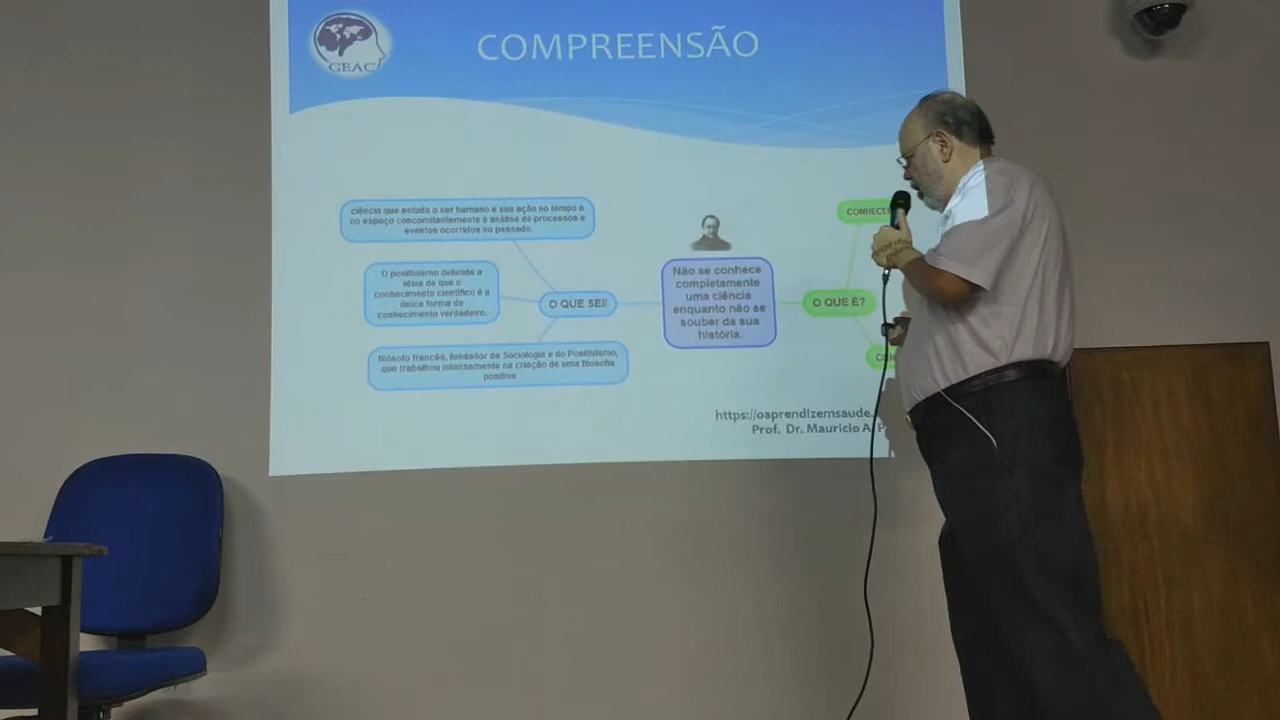 GEAC
COMPREENSÃO
ciência que estuda o ser humano e sua ação no tempo e
no espaço concomitantemente à análise de processos e
eventos ocorridos no passado.
O positivismo defende a
ideia de que o
conhecimento científico é a
única forma de
conhecimento verdadeiro.
filósofo francês, fundador da Sociologia e do Positivismo,
que trabalhou intensamente na criação de uma filosofia
positiva
O QUE SEI!
Não se conhece
completamente
uma ciência
enquanto não se
souber da sua
história.
O QUE É?
CONHECE
https://oaprendizemsaude.
Prof. Dr. Mauricio A. P